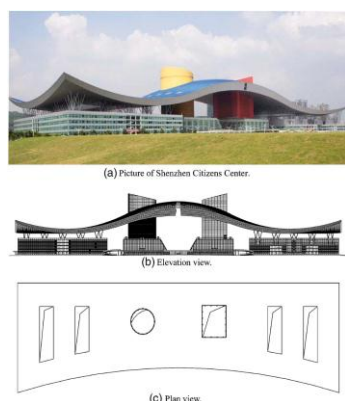 (a) Picture of Shenzhen Citizens Center.
(b) Elevation view.
(c) Plan view.